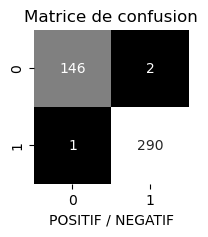 Matrice de confusion
0 146 2
1 1 290
0 1
POSITIF / NEGATIF